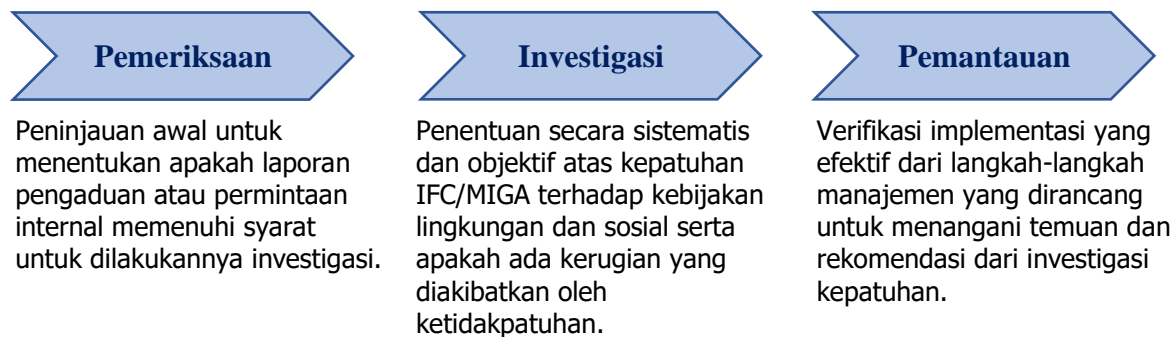 Pemeriksaan
Peninjauan awal untuk
menentukan apakah laporan
pengaduan atau permintaan
internal memenuhi syarat
untuk dilakukannya investigasi.
Investigasi
Penentuan secara sistematis
dan objektif atas kepatuhan
IFC/MIGA terhadap kebijakan
lingkungan dan sosial serta
apakah ada kerugian yang
diakibatkan oleh
ketidakpatuhan.
Pemantauan
Verifikasi implementasi yang
efektif dari langkah-langkah
manajemen yang dirancang
untuk menangani temuan dan
rekomendasi dari investigasi
kepatuhan.